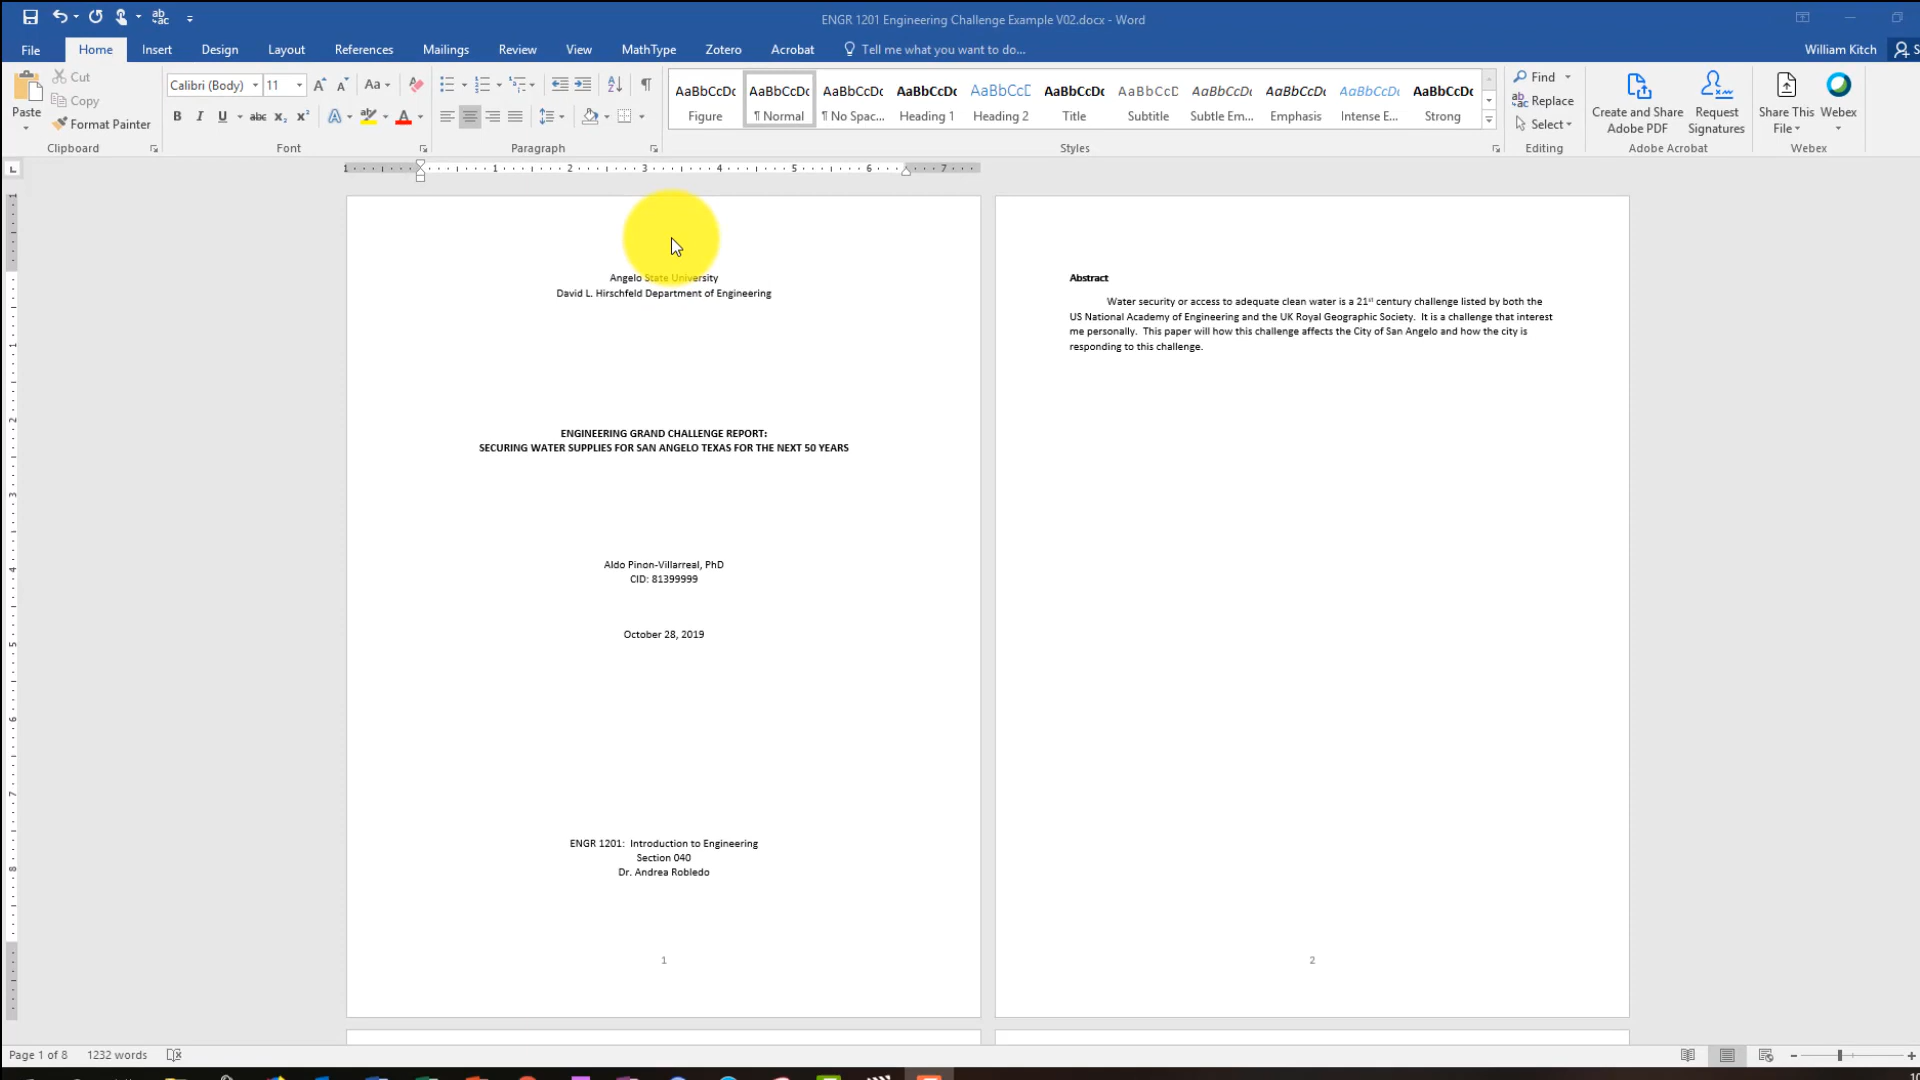 ENGR 1201 Engineering Challenge Example V02.docx - Word
File Home Insert Design Layout References Mailings Review View MathType Zotero Acrobat Tell me what you want to do... William Kitch
Paste
Cut
Copy
Format Painter
Clipboard
Calibri (Body) 11
Font
Paragraph
AaBbCcDc AaBbCcDc AaBbCcDc AaBbCcDc AaBbCcE AaBbCcDc AaBbCcD AaBbCcDc AaBbCcDc AaBbCcDc AaBbCcDc
Figure ¶ Normal ¶ No Spac... Heading 1 Heading 2 Title Subtitle Subtle Em... Emphasis Intense E... Strong
Styles
Find
Replace
Select
Editing
Create and Share
Adobe PDF
Request
Signatures
Adobe Acrobat
Share This
File
Webex
Webex
1 1 2 3 4 5 6 7
Angelo State University
David L. Hirschfeld Department of Engineering
ENGINEERING GRAND CHALLENGE REPORT:
SECURING WATER SUPPLIES FOR SAN ANGELO TEXAS FOR THE NEXT 50 YEARS
Aldo Pinon-Villarreal, PhD
CID: 81399999
October 28, 2019
ENGR 1201: Introduction to Engineering
Section 040
Dr. Andrea Robledo
1
Abstract
Water security or access to adequate clean water is a 21st century challenge listed by both the
US National Academy of Engineering and the UK Royal Geographic Society. It is a challenge that interest
me personally. This paper will how this challenge affects the City of San Angelo and how the city is
responding to this challenge.
2
Page 1 of 8 1232 words